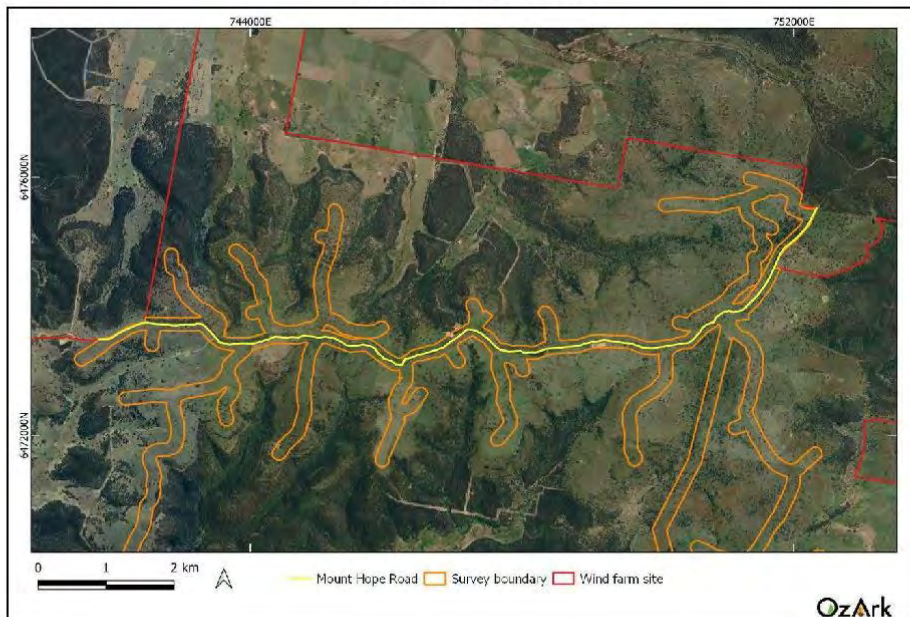 744000E 752000E
6476000N
6472000N
0 1 2 km
Mount Hope Road Survey boundary Wind farm site
OzArk